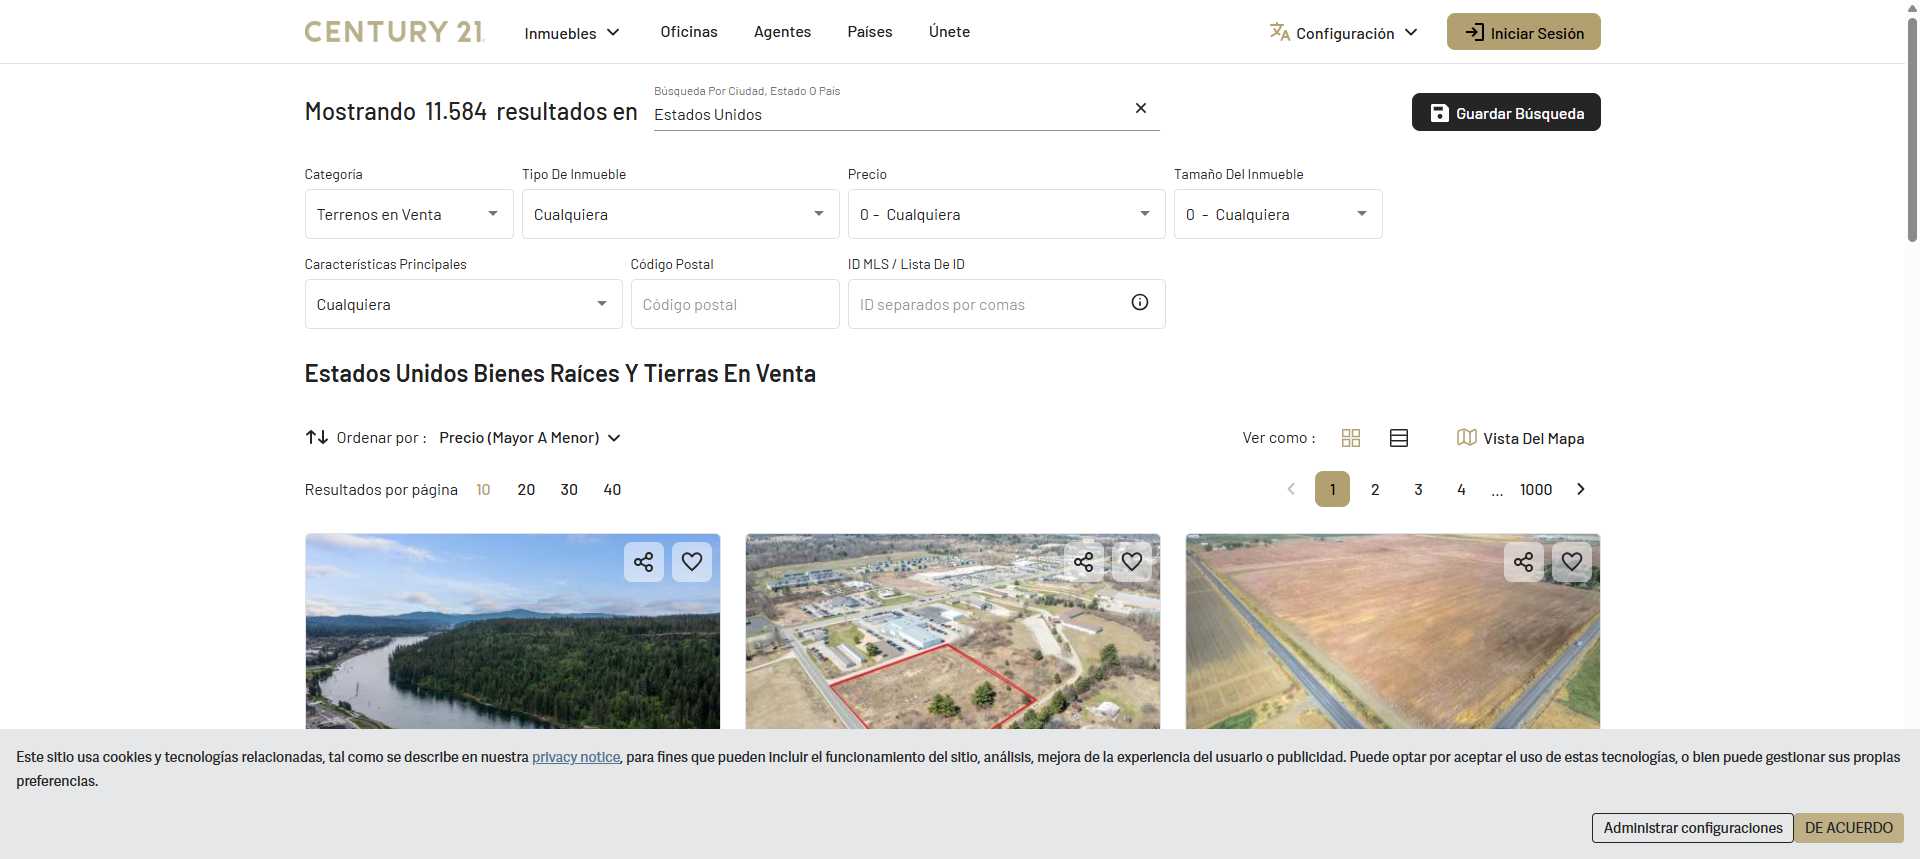 CENTURY 21
Inmuebles
Oficinas
Agentes
Países
Únete
Configuración
Iniciar Sesión
Mostrando 11.584 resultados en
Búsqueda Por Ciudad, Estado O País
Estados Unidos
Guardar Búsqueda
Categoría
Tipo De Inmueble
Precio
Tamaño Del Inmueble
Terrenos en Venta
Cualquiera
0 - Cualquiera
0 - Cualquiera
Características Principales
Código Postal
ID MLS / Lista De ID
Cualquiera
Código postal
ID separados por comas
Estados Unidos Bienes Raíces Y Tierras En Venta
Ordenar por : Precio (Mayor A Menor)
Ver como :
Vista Del Mapa
Resultados por página 10 20 30 40
1 2 3 4 ... 1000
Este sitio usa cookies y tecnologías relacionadas, tal como se describe en nuestra privacy notice, para fines que pueden incluir el funcionamiento del sitio, análisis, mejora de la experiencia del usuario o publicidad. Puede optar por aceptar el uso de estas tecnologías, o bien puede gestionar sus propias
preferencias.
Administrar configuraciones
DE ACUERDO